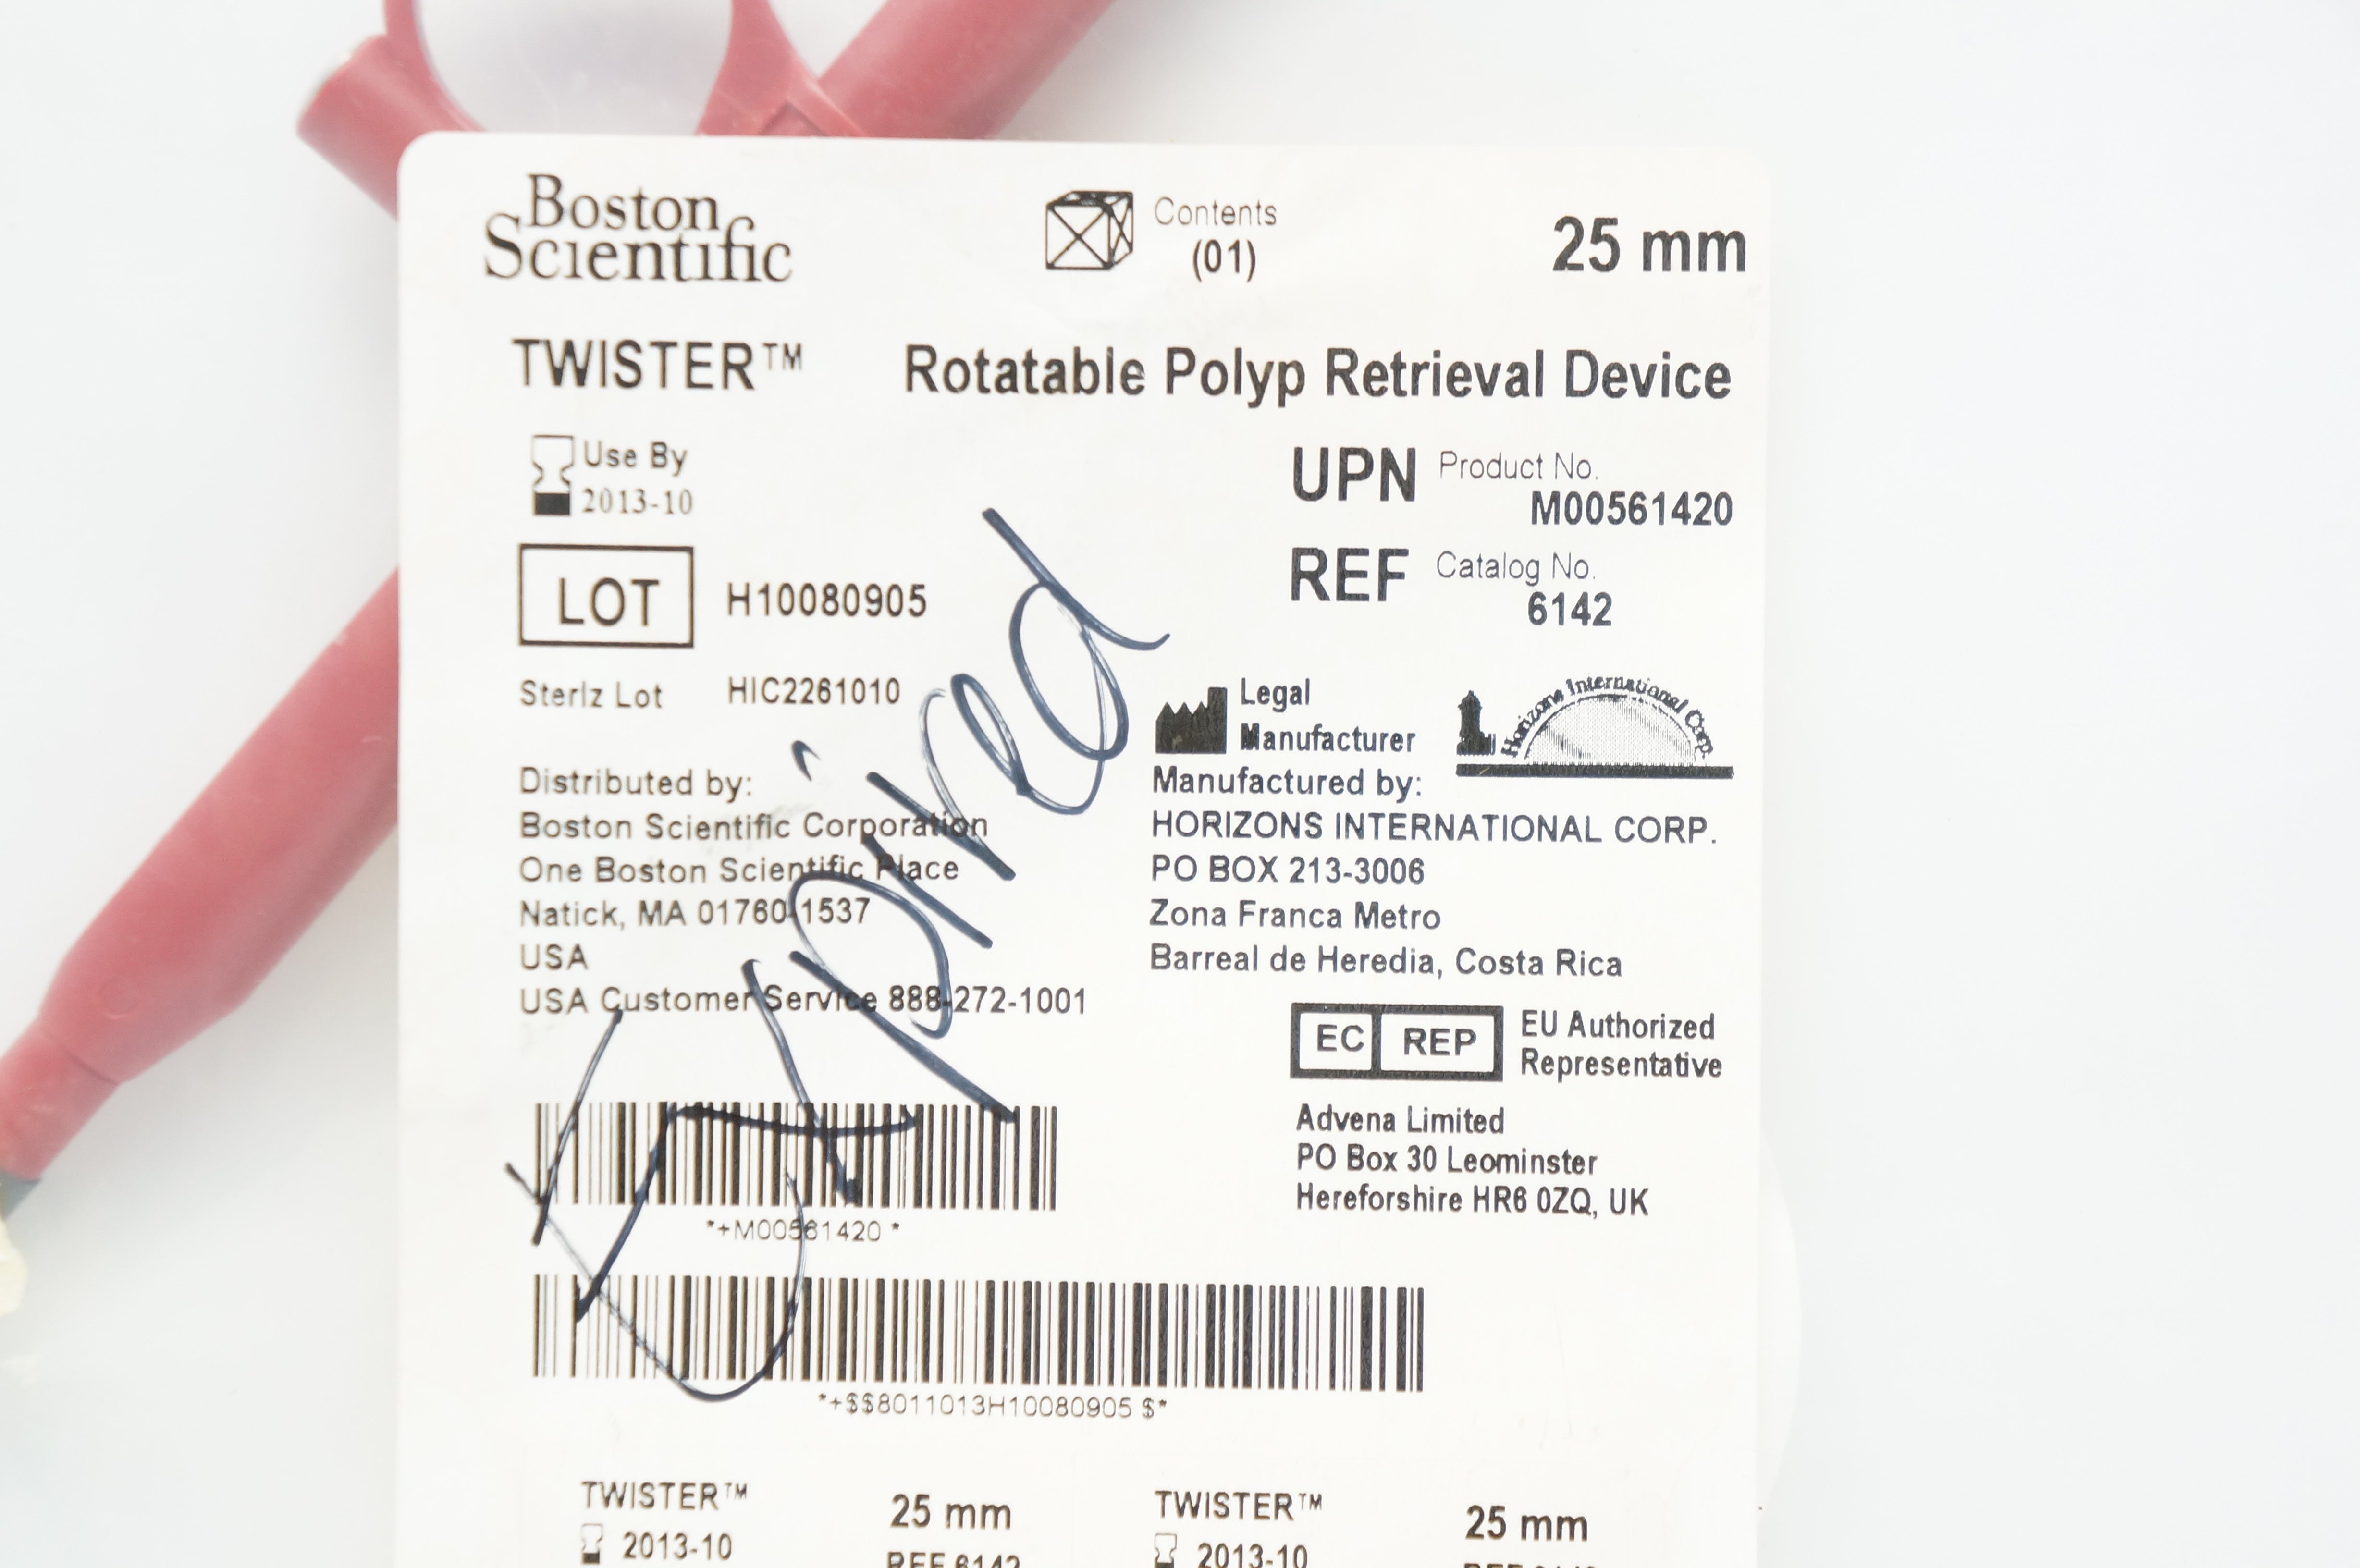 Boston
Scientific
Contents
(01)
25 mm
TWISTER™ Rotatable Polyp Retrieval Device
Use By
2013-10
UPN Product No.
M00561420
LOT H10080905
REF Catalog No.
6142
Sterlz Lot HIC2261010
Legal
Manufacturer
Horizons International Corp.
Distributed by:
Boston Scientific Corporation
One Boston Scientific Place
Natick, MA 01760-1537
USA
USA Customer Service 888-272-1001
Manufactured by:
HORIZONS INTERNATIONAL CORP.
PO BOX 213-3006
Zona Franca Metro
Barreal de Heredia, Costa Rica
EC REP EU Authorized
Representative
Advena Limited
PO Box 30 Leominster
Hereforshire HR6 0ZQ, UK
Expired
*+M00561420 *
*+$$8011013H10080905 $*
TWISTER™ 25 mm
2013-10
REF 6142
TWISTER™ 25 mm
2013-10